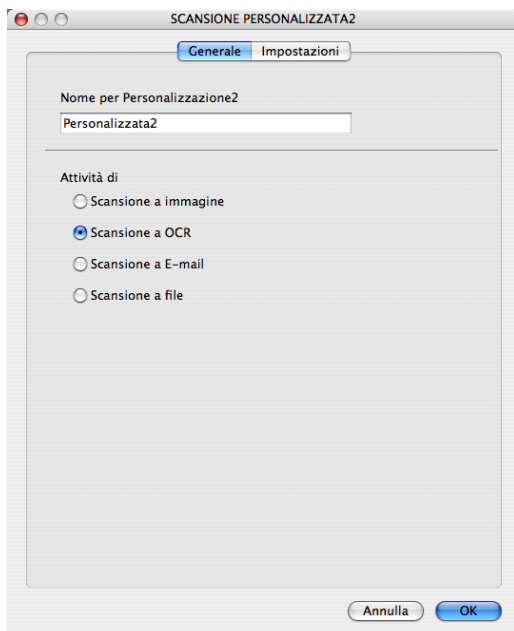 SCANSIONE PERSONALIZZATA2
Generale Impostazioni
Nome per Personalizzazione2
Personalizzata2
Attività di
Scansione a immagine
Scansione a OCR
Scansione a E-mail
Scansione a file
Annulla OK